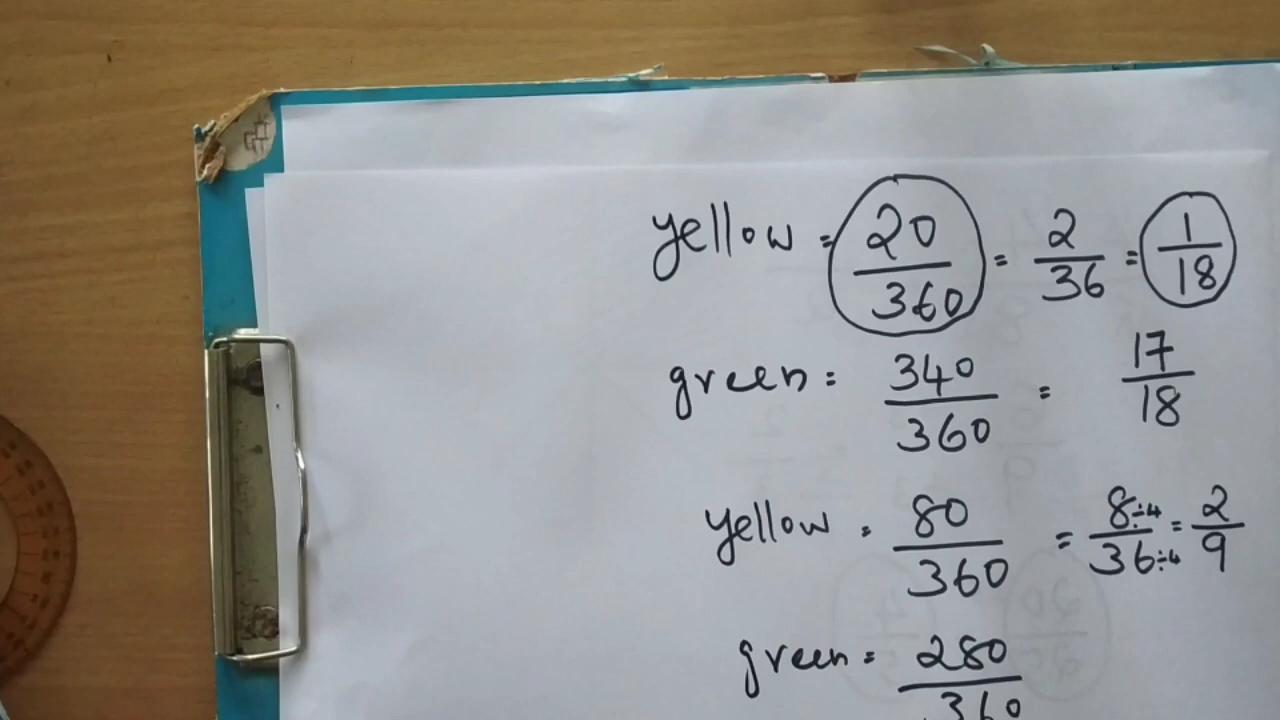 yellow = 20/360 = 2/36 = 1/18
green = 340/360 = 17/18
yellow = 80/360 = 8÷4/36÷4 = 2/9
green = 280/360